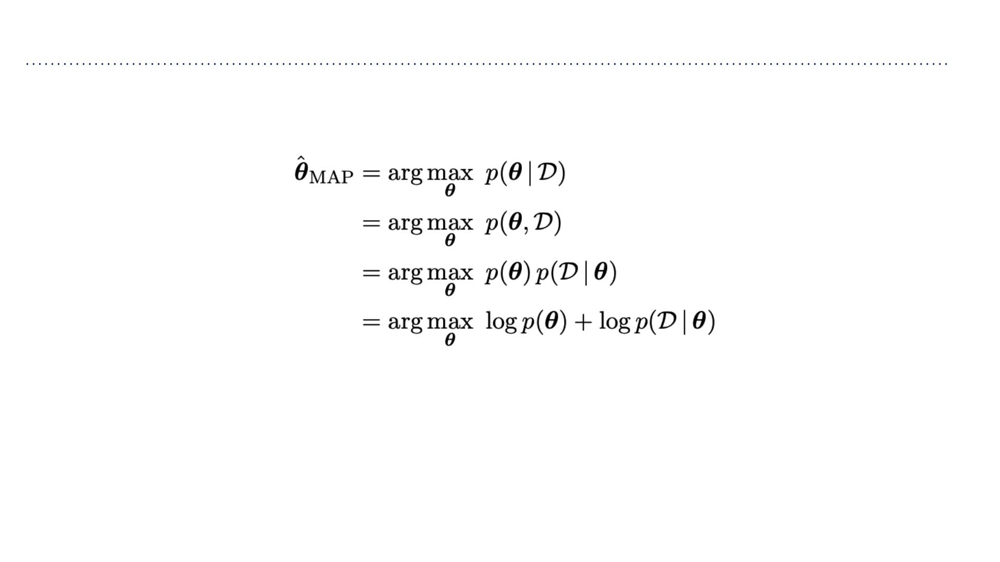 𝜽̂_MAP = arg max_𝜽 p(𝜽 | 𝒟)
= arg max_𝜽 p(𝜽, 𝒟)
= arg max_𝜽 p(𝜽) p(𝒟 | 𝜽)
= arg max_𝜽 log p(𝜽) + log p(𝒟 | 𝜽)